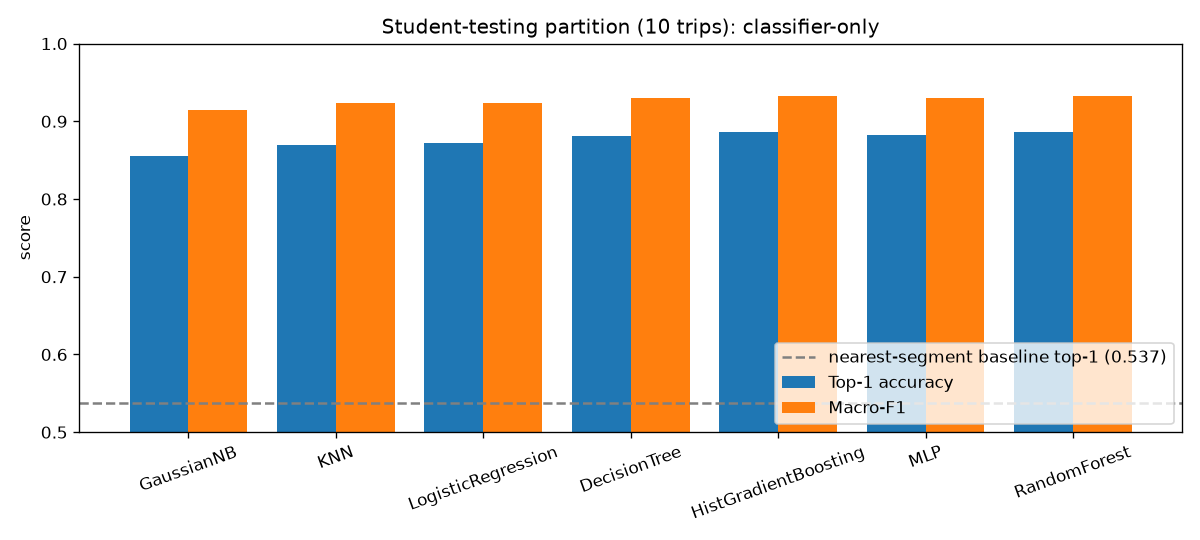 Student-testing partition (10 trips): classifier-only
score
1.0
0.9
0.8
0.7
0.6
0.5
nearest-segment baseline top-1 (0.537)
Top-1 accuracy
Macro-F1
GaussianNB
KNN
LogisticRegression
DecisionTree
HistGradientBoosting
MLP
RandomForest